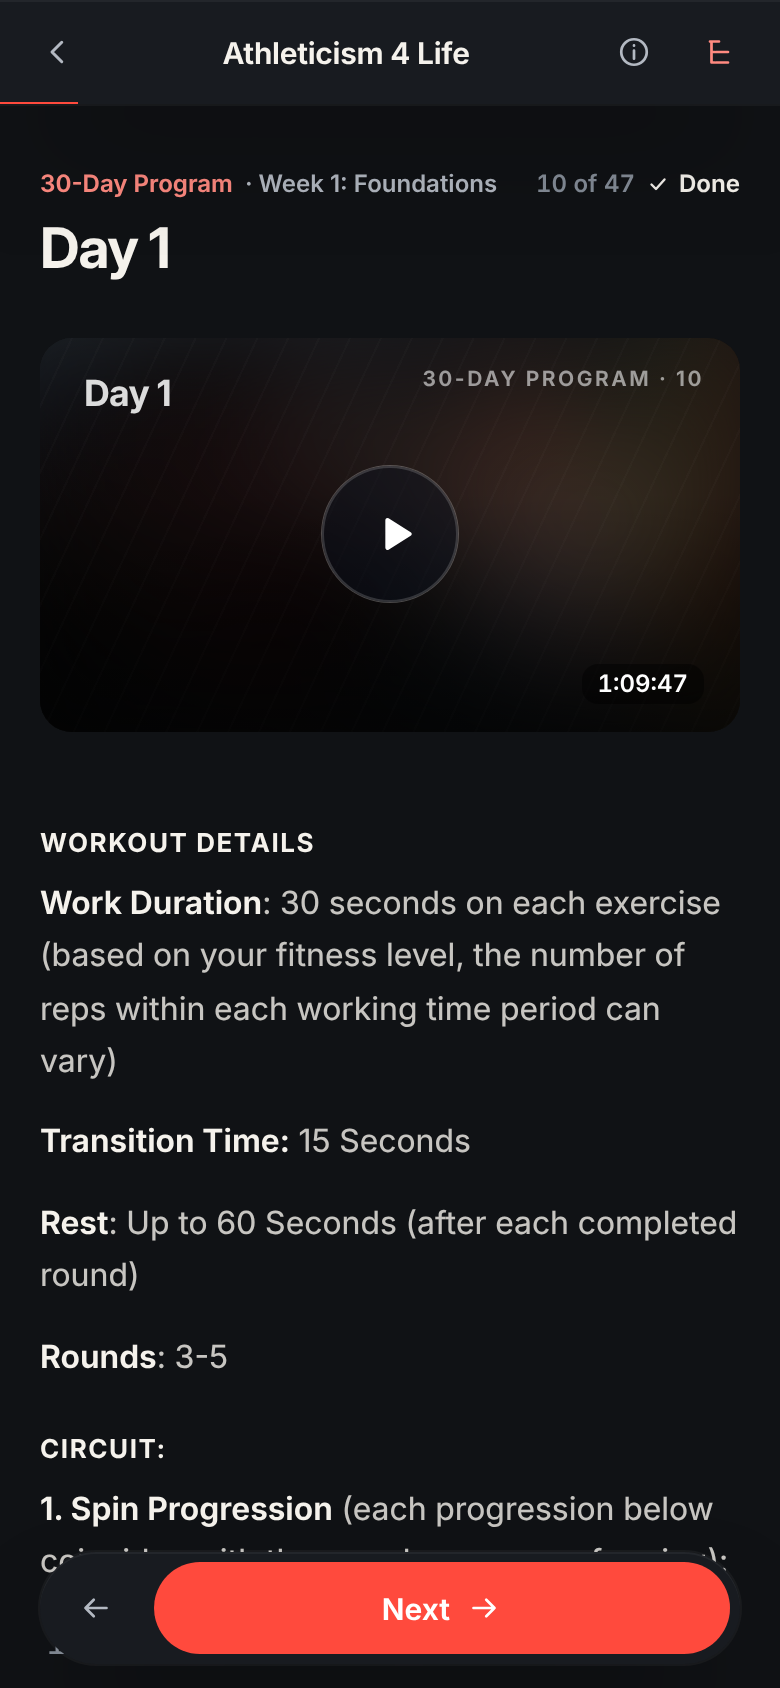 Athleticism 4 Life
30-Day Program · Week 1: Foundations 10 of 47 ✓ Done
Day 1
Day 1
30-DAY PROGRAM · 10
1:09:47
WORKOUT DETAILS
Work Duration: 30 seconds on each exercise
(based on your fitness level, the number of
reps within each working time period can
vary)
Transition Time: 15 Seconds
Rest: Up to 60 Seconds (after each completed
round)
Rounds: 3-5
CIRCUIT:
1. Spin Progression (each progression below
Next →